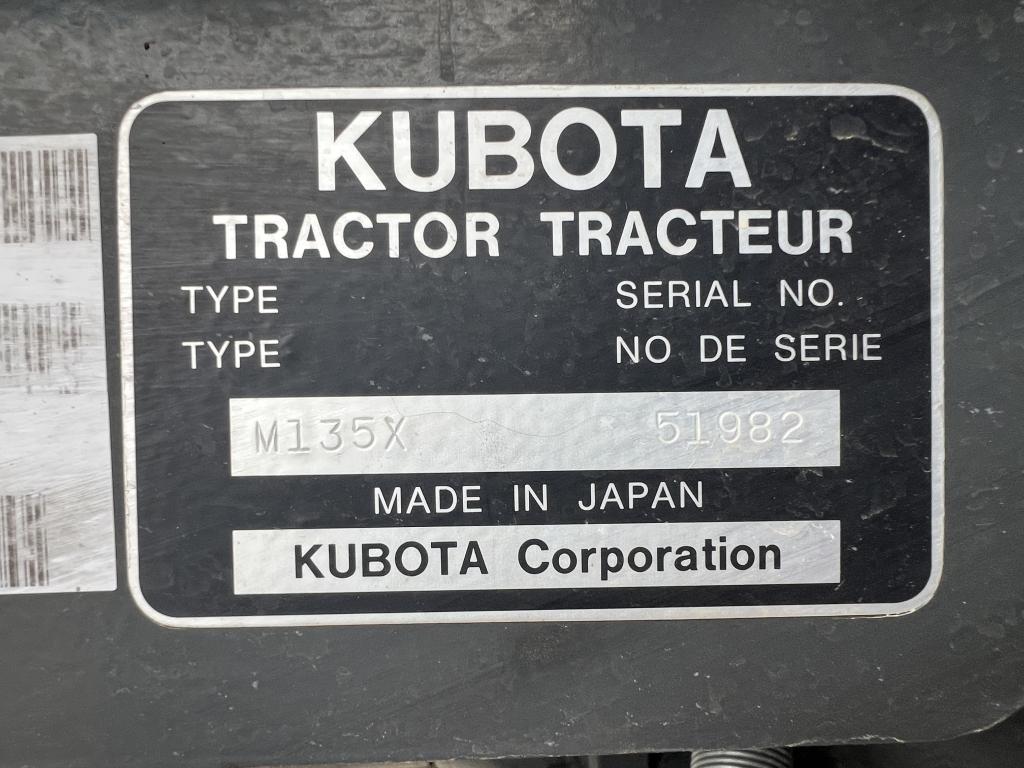 KUBOTA
TRACTOR TRACTEUR
TYPE SERIAL NO.
TYPE NO DE SERIE
M135X 51982
MADE IN JAPAN
KUBOTA Corporation